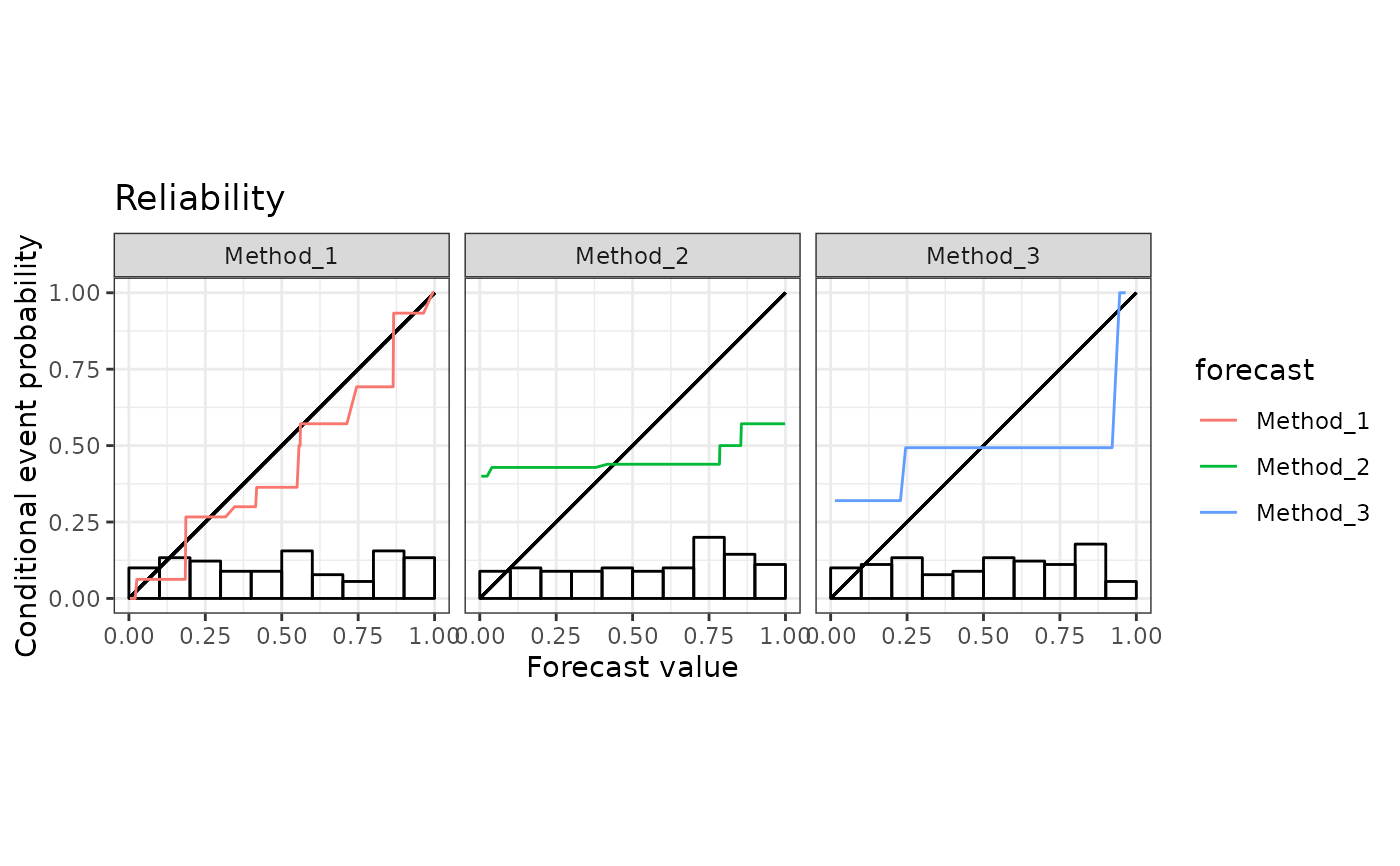 Reliability
Method_1 Method_2 Method_3
Conditional event probability
1.00
0.75
0.50
0.25
0.00
0.00 0.25 0.50 0.75 1.00 0.00 0.25 0.50 0.75 1.00 0.00 0.25 0.50 0.75 1.00
Forecast value
forecast
Method_1
Method_2
Method_3